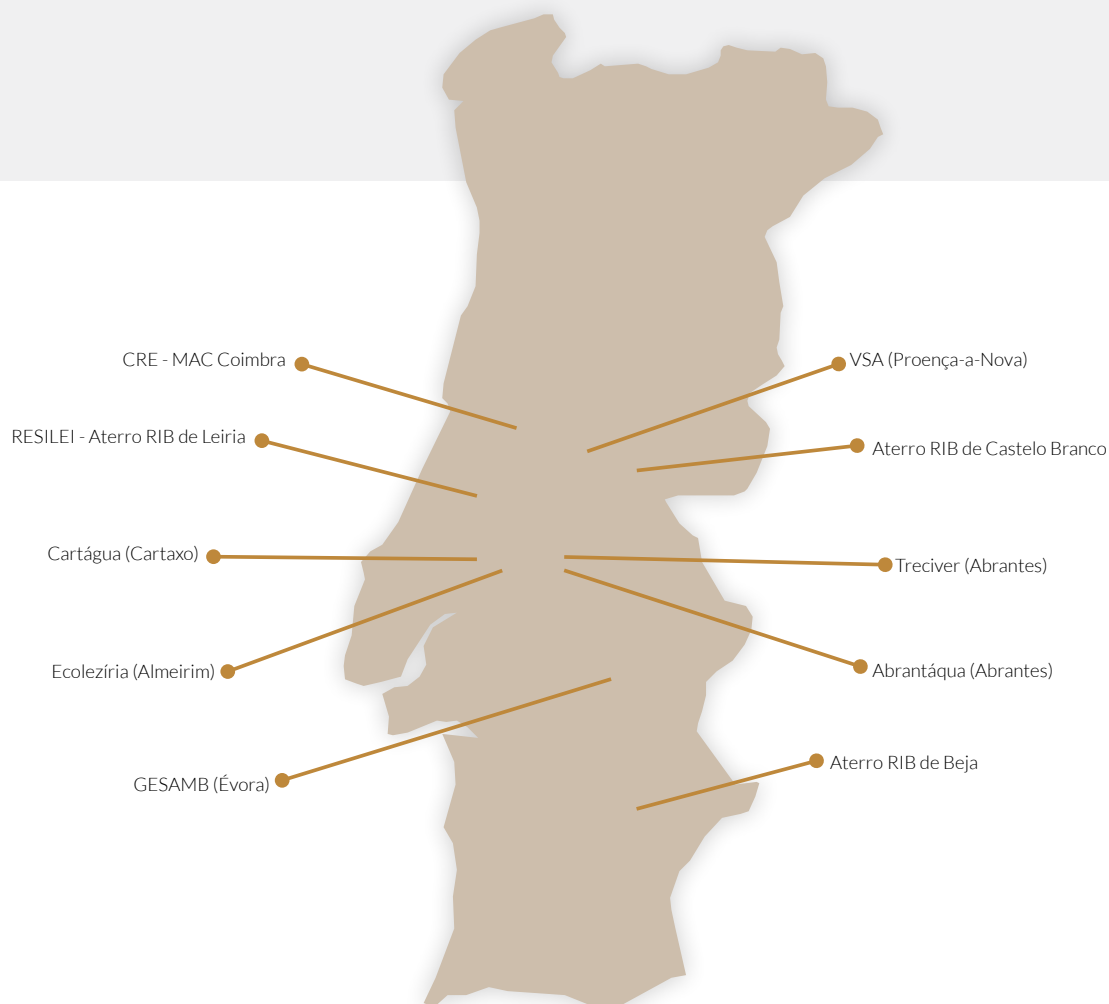 CRE - MAC Coimbra
VSA (Proença-a-Nova)
RESILEI - Aterro RIB de Leiria
Aterro RIB de Castelo Branco
Cartágua (Cartaxo)
Treciver (Abrantes)
Ecolezíria (Almeirim)
Abrantáqua (Abrantes)
GESAMB (Évora)
Aterro RIB de Beja